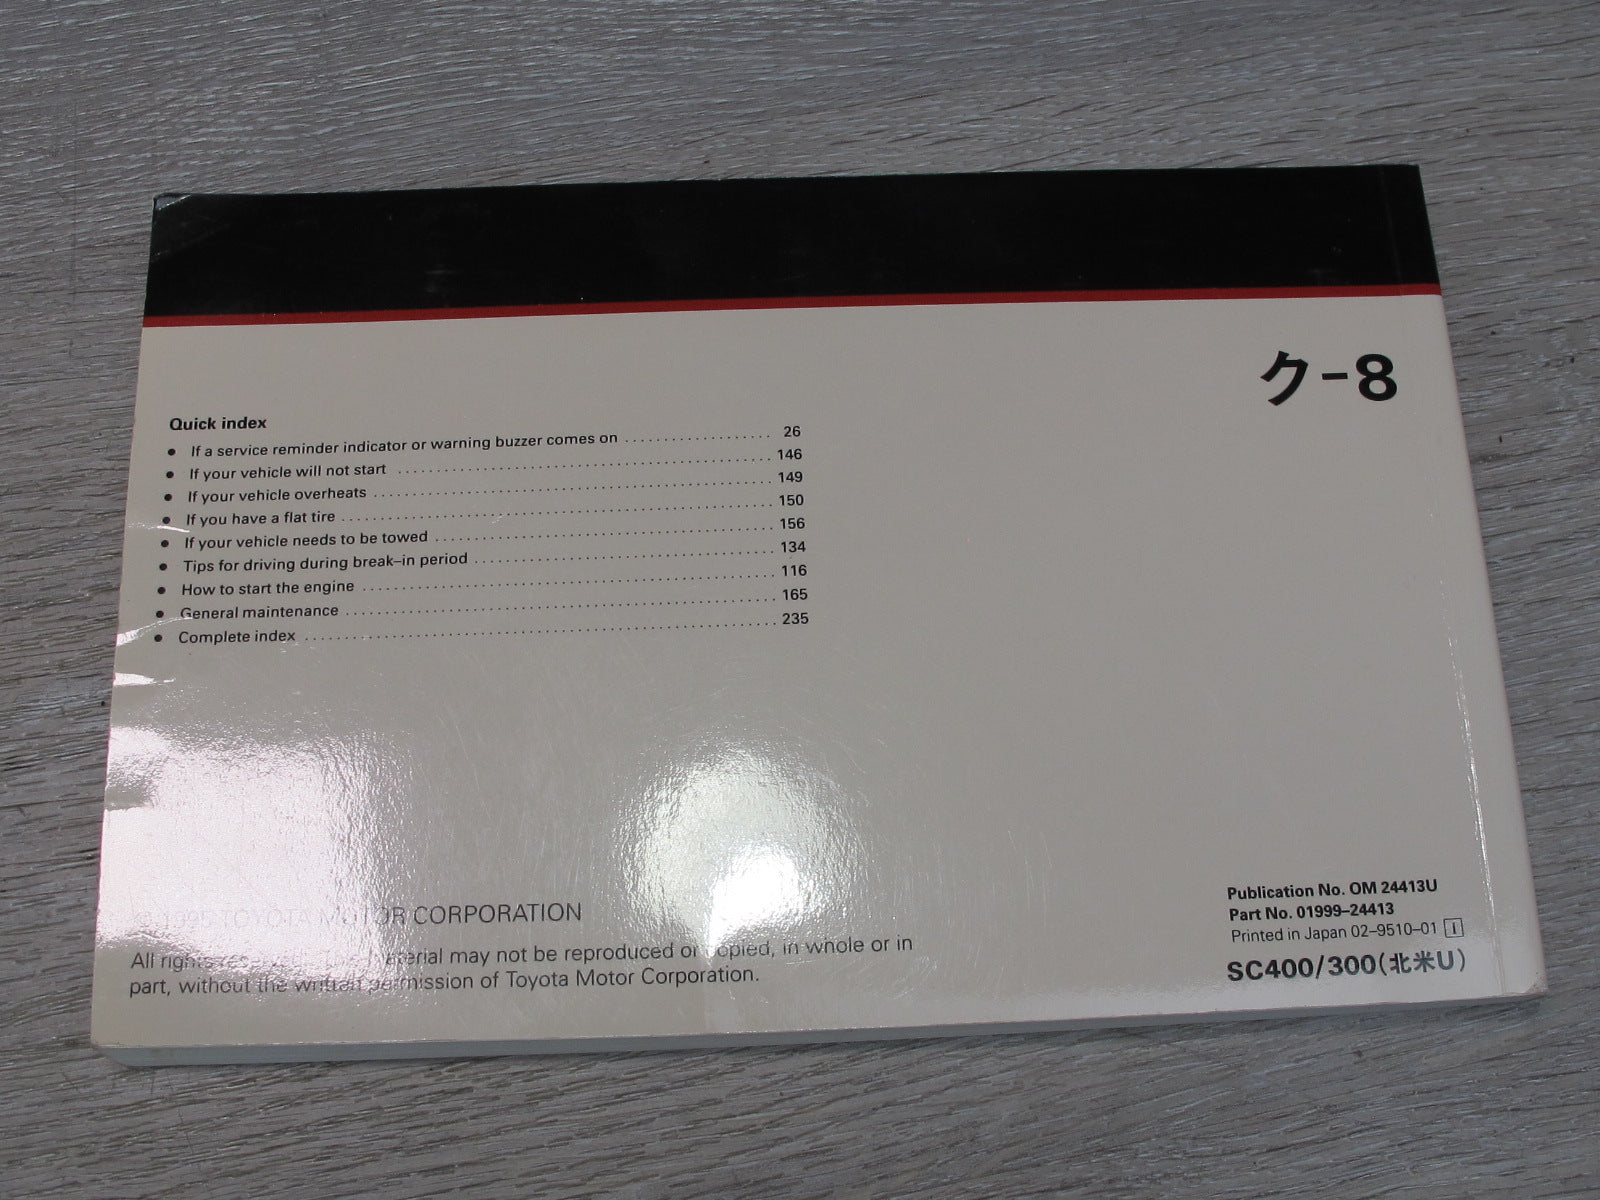 ク-8
Quick index
● If a service reminder indicator or warning buzzer comes on .................. 26
● If your vehicle will not start .................. 146
● If your vehicle overheats .................. 149
● If you have a flat tire .................. 150
● If your vehicle needs to be towed .................. 156
● Tips for driving during break–in period .................. 134
● How to start the engine .................. 116
● General maintenance .................. 165
● Complete index .................. 235
TOYOTA MOTOR CORPORATION
All rights reserved. This material may not be reproduced or copied, in whole or in
part, without the written permission of Toyota Motor Corporation.
Publication No. OM 24413U
Part No. 01999–24413
Printed in Japan 02–9510–01 I
SC400/300(北米U)